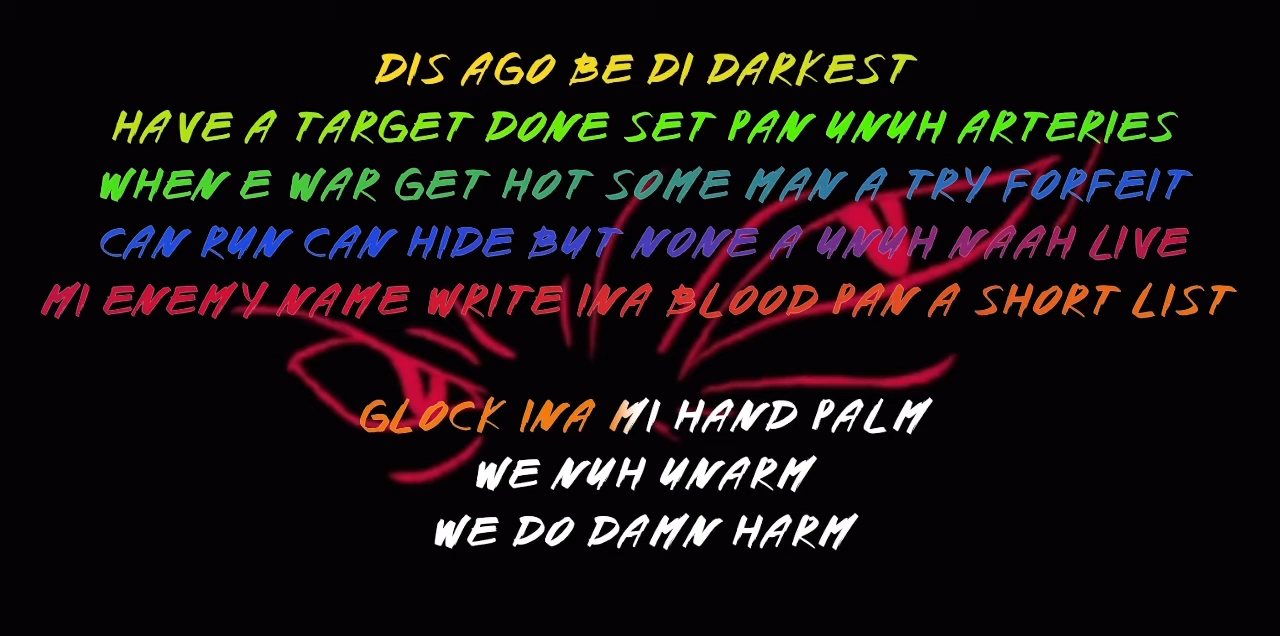 DIS AGO BE DI DARKEST
HAVE A TARGET DONE SET PAN UNUH ARTERIES
WHEN E WAR GET HOT SOME MAN A TRY FORFEIT
CAN RUN CAN HIDE BUT NONE A UNUH NAAH LIVE
MI ENEMY NAME WRITE INA BLOOD PAN A SHORT LIST
GLOCK INA MI HAND PALM
WE NUH UNARM
WE DO DAMN HARM